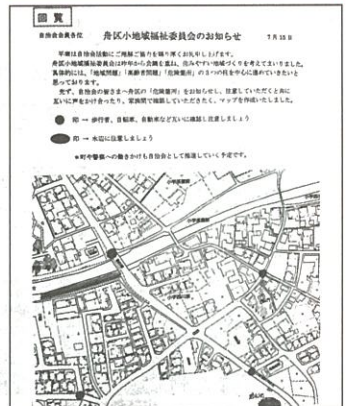 回覧
自治会会員各位 舟区小地域福祉委員会のお知らせ 7月25日
平素は自治会活動にご理解ご協力を賜り厚くお礼申し上げます。
舟区小地域福祉委員会は昨年から会議を重ね、住みやすい地域づくりを考えてまいりました。
具体的には、「地域問題」「高齢者問題」「危険箇所」の3つの柱を中心に進めていきたいと
思っております。
先ず、自治会の皆さまへ舟区の「危険箇所」をお知らせし、注意していただくと共に
互いに声をかけ合ったり、家族間で確認していただきたく、マップを作成いたしました。
印 → 歩行者、自転車、自動車など互いに確認し注意しましょう
印 → 水辺に注意しましょう
*町や警察への働きかけも自治会として推進していく予定です。